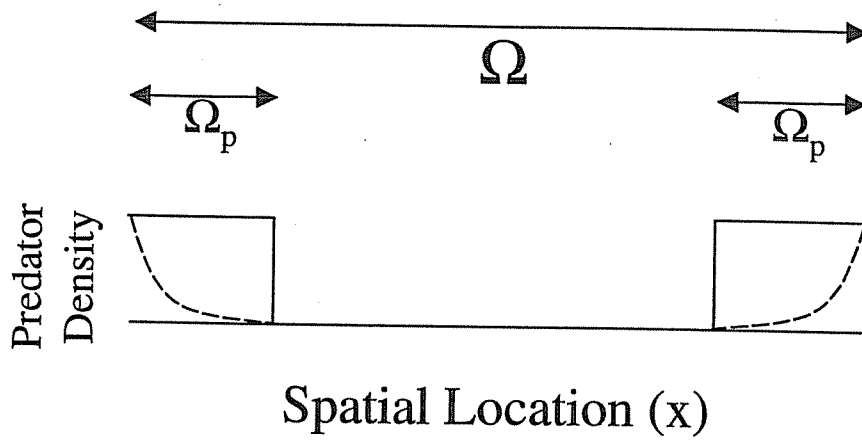 Ω
Ωp
Ωp
Predator
Density
Spatial Location (x)